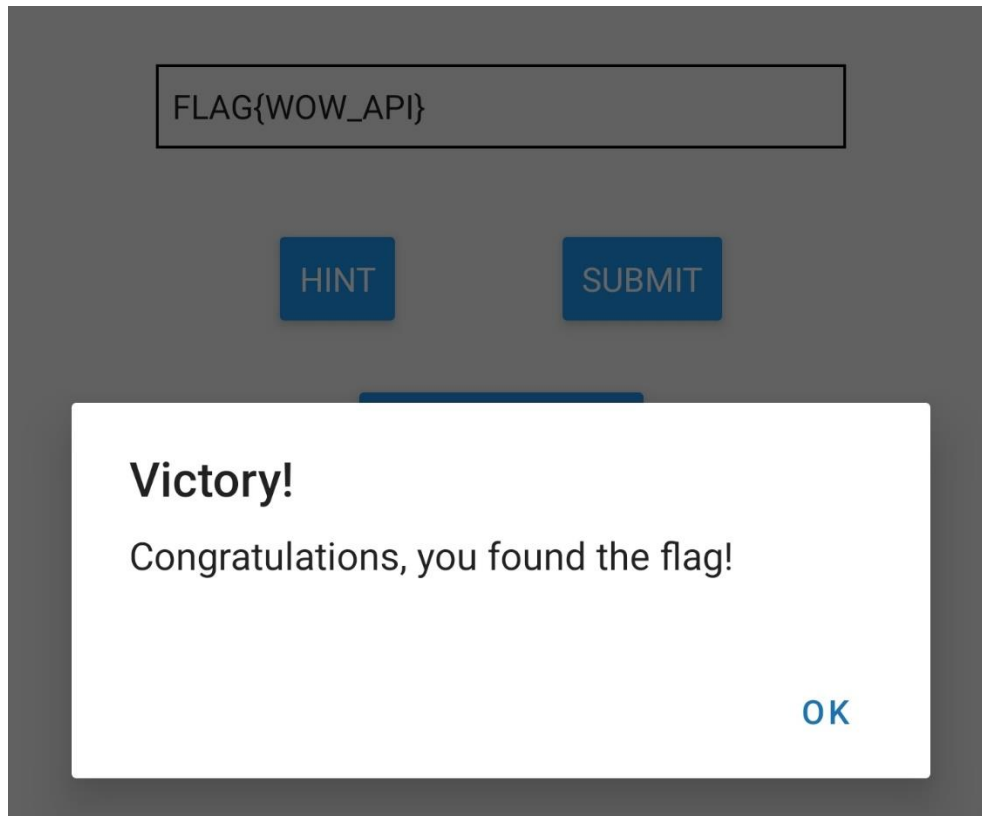 FLAG{WOW_API}
HINT
SUBMIT
Victory!
Congratulations, you found the flag!
OK